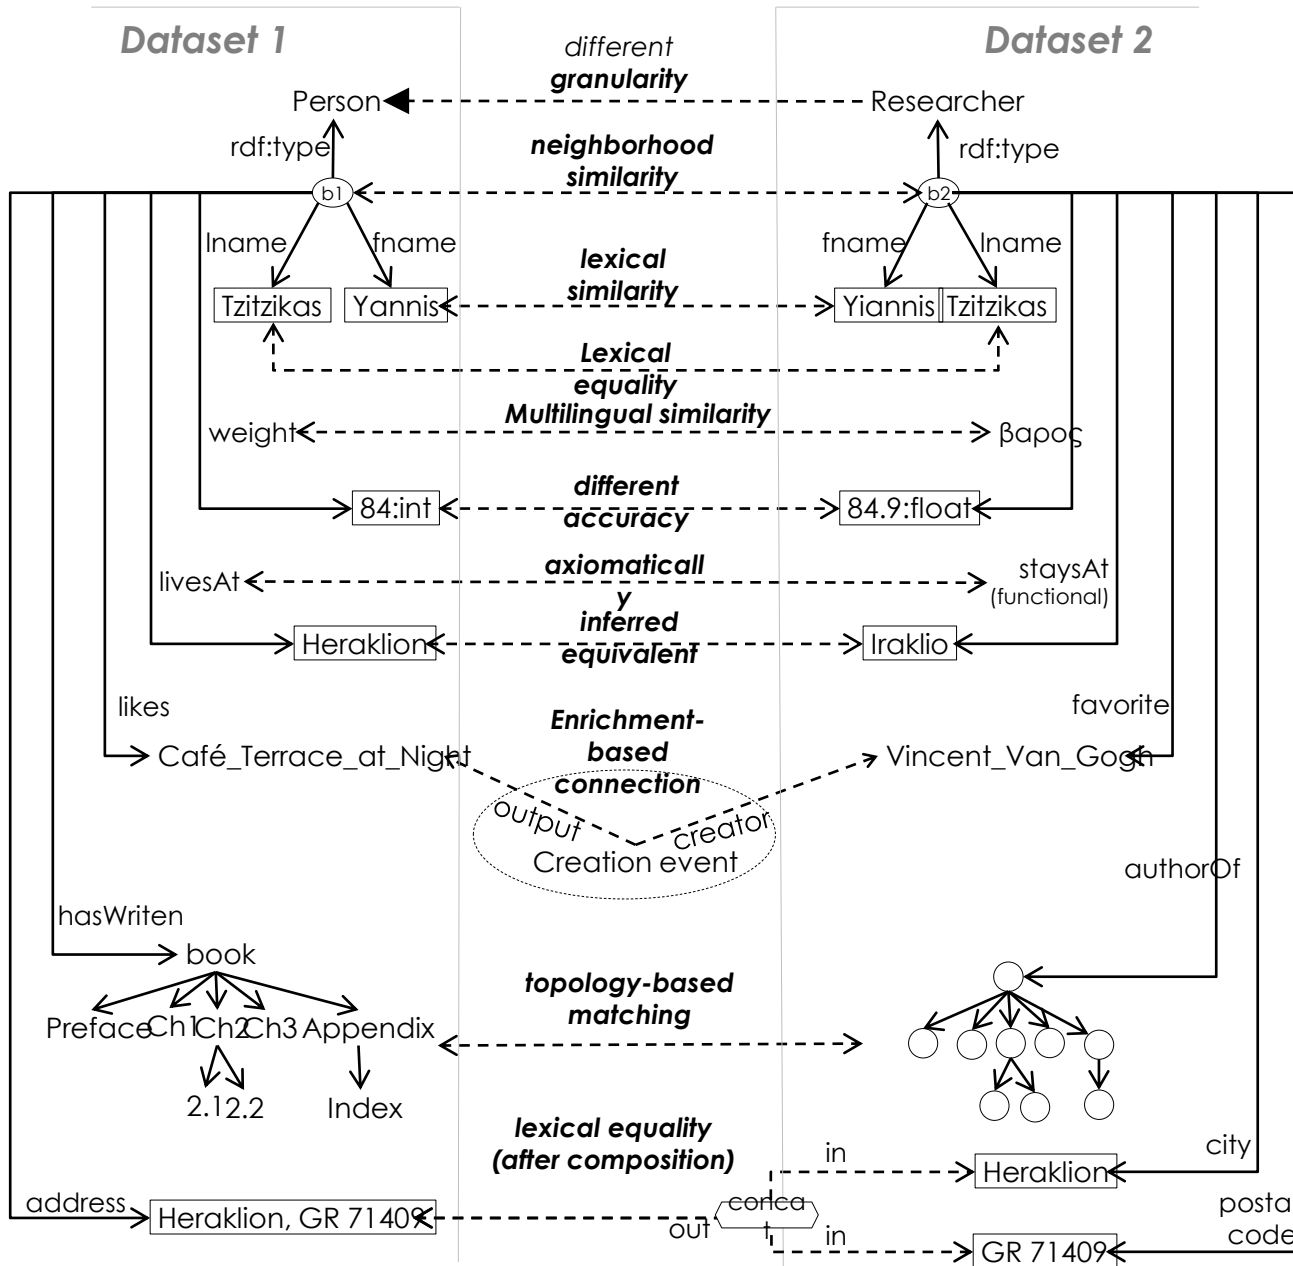 Dataset 1
Dataset 2
different
granularity
Person
Researcher
rdf:type
neighborhood
similarity
rdf:type
b1
b2
lname
fname
lexical
similarity
fname
lname
Tzitzikas
Yannis
Yiannis
Tzitzikas
Lexical
equality
Multilingual similarity
weight
βαρος
different
accuracy
84:int
84.9:float
axiomaticall
y
inferred
equivalent
livesAt
staysAt
(functional)
Heraklion
Iraklio
likes
favorite
Enrichment-
based
connection
Café_Terrace_at_Night
Vincent_Van_Gogh
output
creator
Creation event
authorOf
hasWriten
book
topology-based
matching
Preface
Ch1
Ch2
Ch3
Appendix
2.1
2.2
Index
lexical equality
(after composition)
in
Heraklion
city
address
Heraklion, GR 71409
out
conca
t
in
GR 71409
posta
code